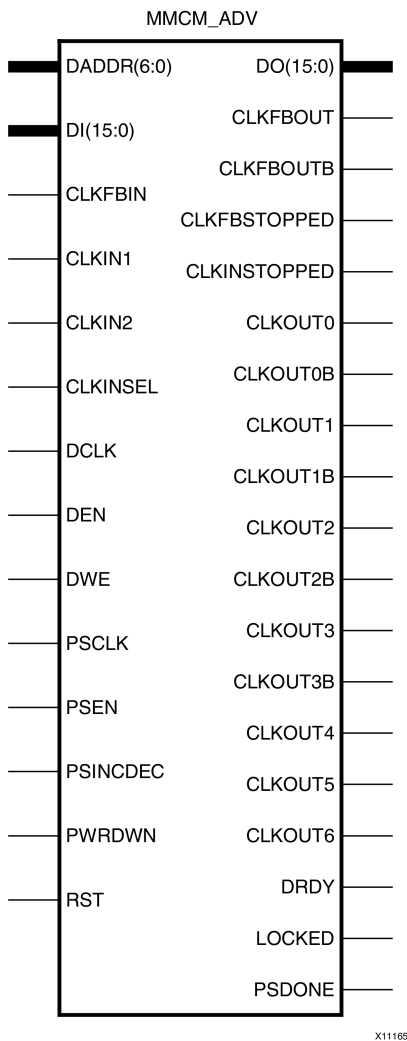 MMCM_ADV
DADDR(6:0)
DI(15:0)
CLKFBIN
CLKIN1
CLKIN2
CLKINSEL
DCLK
DEN
DWE
PSCLK
PSEN
PSINCDEC
PWRDWN
RST
DO(15:0)
CLKFBOUT
CLKFBOUTB
CLKFBSTOPPED
CLKINSTOPPED
CLKOUT0
CLKOUT0B
CLKOUT1
CLKOUT1B
CLKOUT2
CLKOUT2B
CLKOUT3
CLKOUT3B
CLKOUT4
CLKOUT5
CLKOUT6
DRDY
LOCKED
PSDONE
X11165